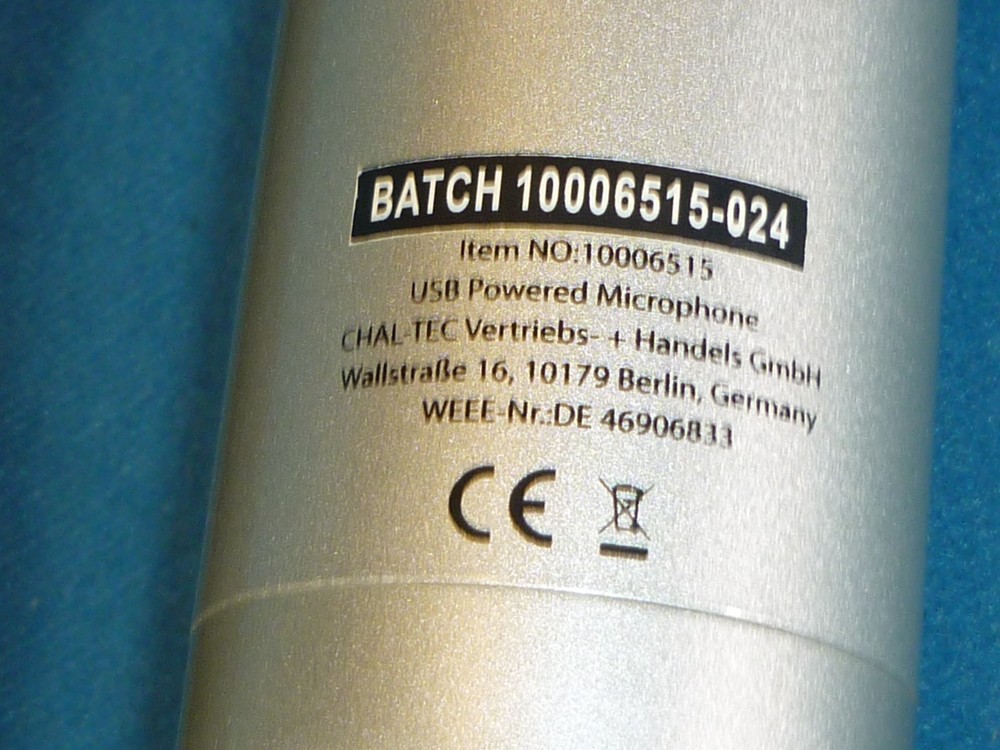 BATCH 10006515-024
Item NO:10006515
USB Powered Microphone
CHAL-TEC Vertriebs- + Handels GmbH
Wallstraße 16, 10179 Berlin, Germany
WEEE-Nr.:DE 46906833
CE